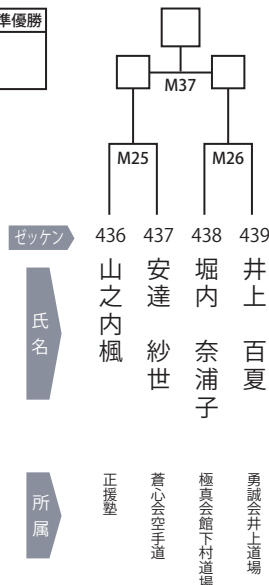 準優勝
M37
M25 M26
ゼッケン 436 437 438 439
氏名
山之内楓
安達 紗世
堀内 奈浦子
井上 百夏
所属
正援塾
蒼心会空手道
極真会館下村道場
勇誠会井上道場